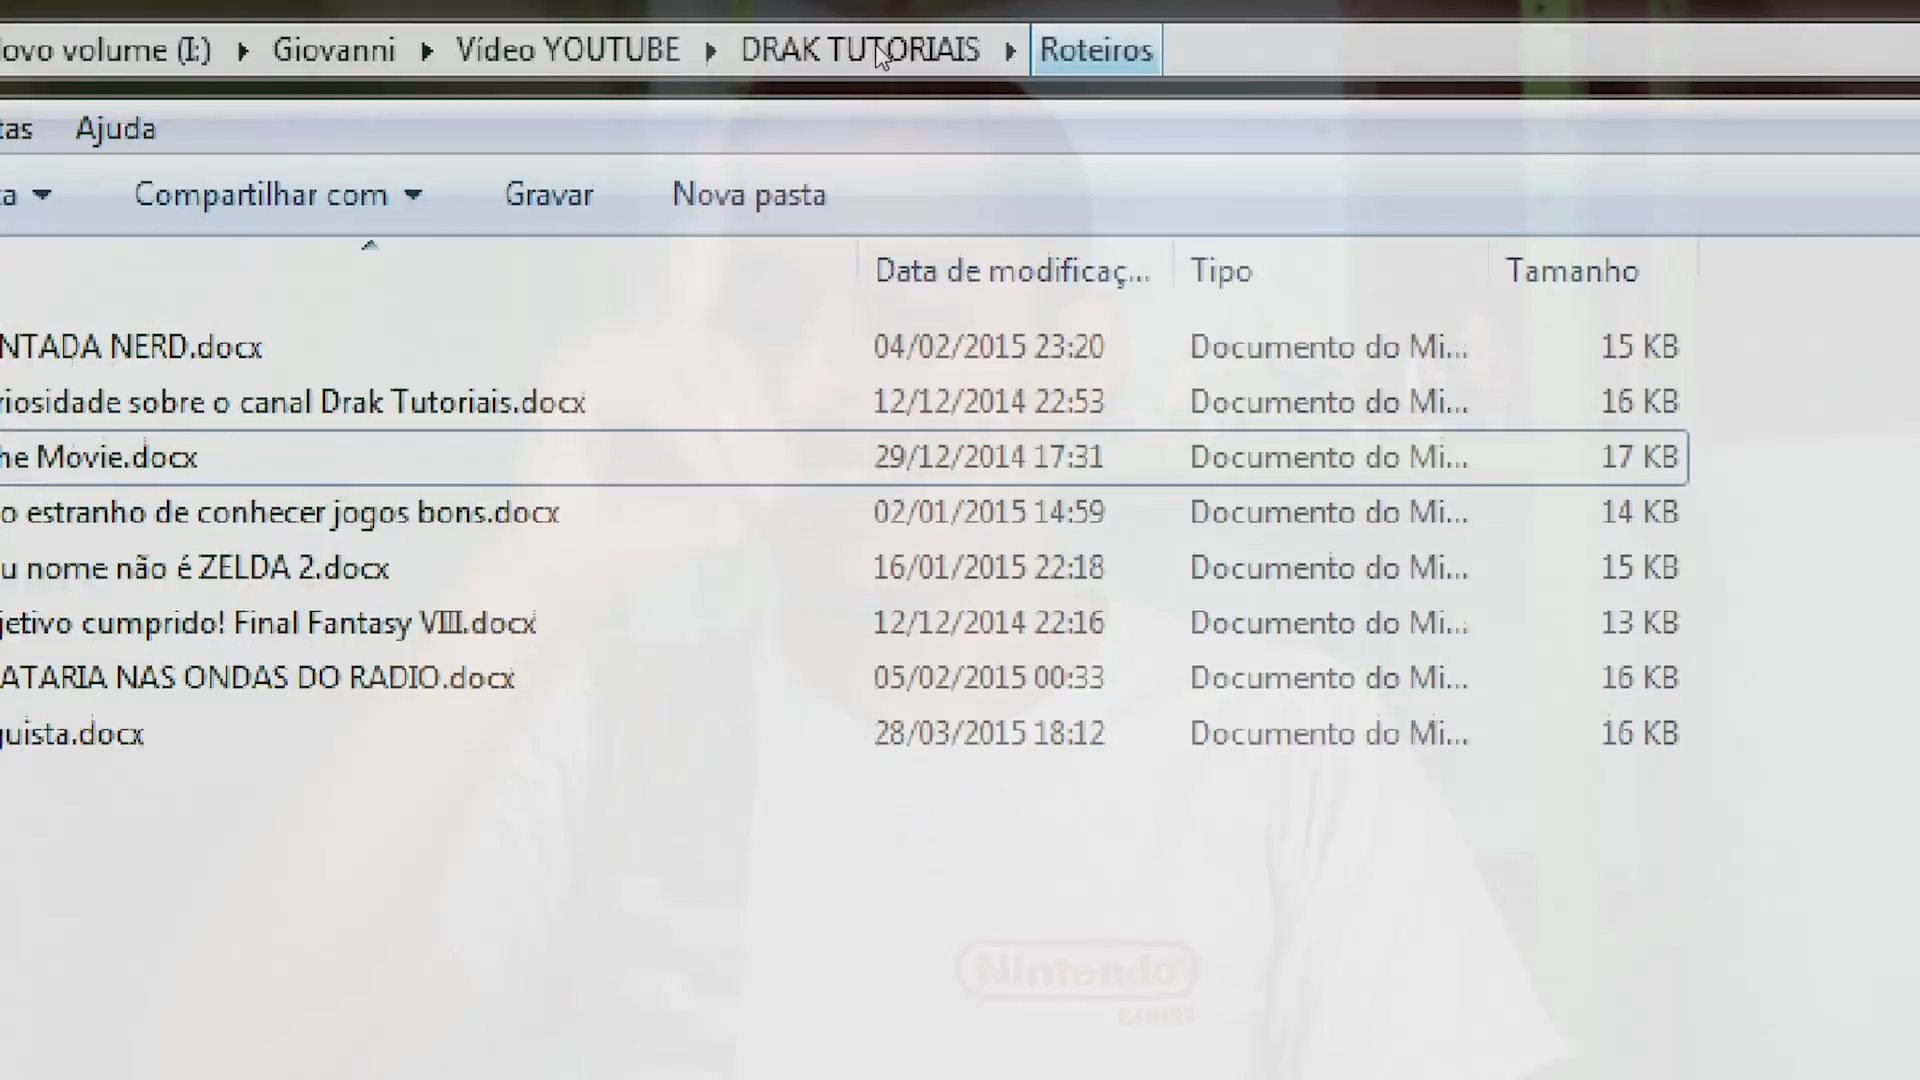 ovo volume (I:) Giovanni Vídeo YOUTUBE DRAK TUTORIAIS Roteiros
tas Ajuda
ta Compartilhar com Gravar Nova pasta
Data de modificaç... Tipo Tamanho
NTADA NERD.docx 04/02/2015 23:20 Documento do Mi... 15 KB
riosidade sobre o canal Drak Tutoriais.docx 12/12/2014 22:53 Documento do Mi... 16 KB
he Movie.docx 29/12/2014 17:31 Documento do Mi... 17 KB
o estranho de conhecer jogos bons.docx 02/01/2015 14:59 Documento do Mi... 14 KB
u nome não é ZELDA 2.docx 16/01/2015 22:18 Documento do Mi... 15 KB
jetivo cumprido! Final Fantasy VIII.docx 12/12/2014 22:16 Documento do Mi... 13 KB
ATARIA NAS ONDAS DO RADIO.docx 05/02/2015 00:33 Documento do Mi... 16 KB
quista.docx 28/03/2015 18:12 Documento do Mi... 16 KB
Nintendo